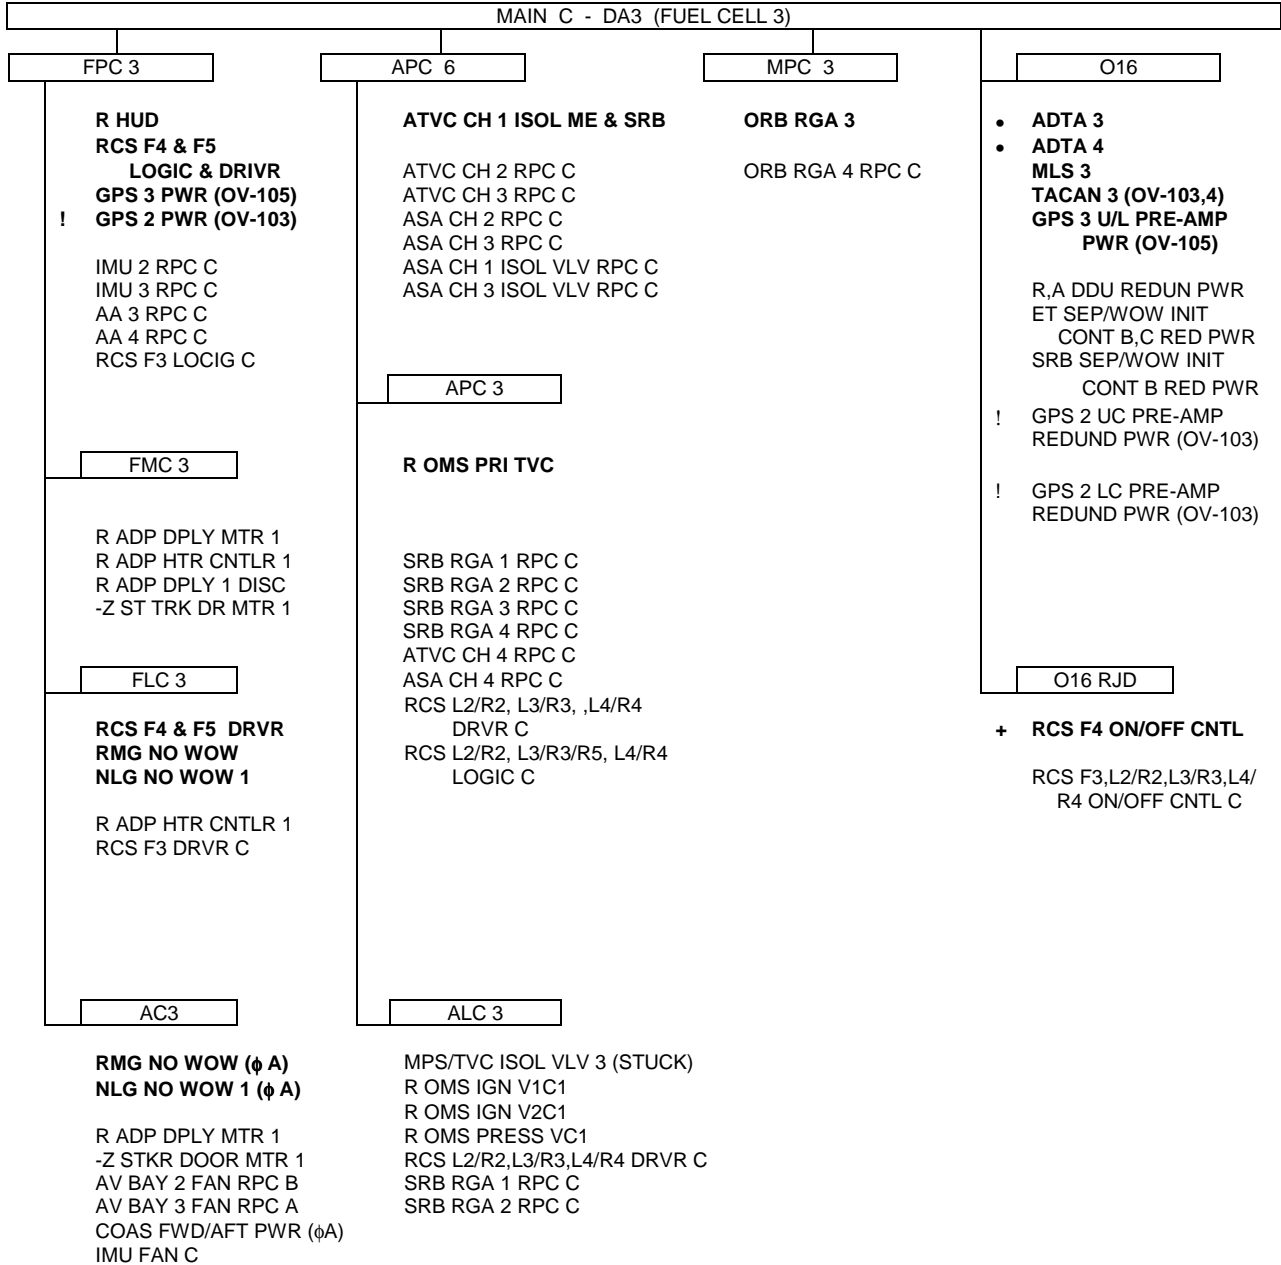 MAIN C - DA3 (FUEL CELL 3)
FPC 3
R HUD
RCS F4 & F5
LOGIC & DRIVR
GPS 3 PWR (OV-105)
! GPS 2 PWR (OV-103)
IMU 2 RPC C
IMU 3 RPC C
AA 3 RPC C
AA 4 RPC C
RCS F3 LOCIG C
FMC 3
R ADP DPLY MTR 1
R ADP HTR CNTLR 1
R ADP DPLY 1 DISC
-Z ST TRK DR MTR 1
FLC 3
RCS F4 & F5 DRVR
RMG NO WOW
NLG NO WOW 1
R ADP HTR CNTLR 1
RCS F3 DRVR C
AC3
RMG NO WOW (ϕ A)
NLG NO WOW 1 (ϕ A)
R ADP DPLY MTR 1
-Z STKR DOOR MTR 1
AV BAY 2 FAN RPC B
AV BAY 3 FAN RPC A
COAS FWD/AFT PWR (ϕA)
IMU FAN C
APC 6
ATVC CH 1 ISOL ME & SRB
ATVC CH 2 RPC C
ATVC CH 3 RPC C
ASA CH 2 RPC C
ASA CH 3 RPC C
ASA CH 1 ISOL VLV RPC C
ASA CH 3 ISOL VLV RPC C
APC 3
R OMS PRI TVC
SRB RGA 1 RPC C
SRB RGA 2 RPC C
SRB RGA 3 RPC C
SRB RGA 4 RPC C
ATVC CH 4 RPC C
ASA CH 4 RPC C
RCS L2/R2, L3/R3, ,L4/R4
DRVR C
RCS L2/R2, L3/R3/R5, L4/R4
LOGIC C
ALC 3
MPS/TVC ISOL VLV 3 (STUCK)
R OMS IGN V1C1
R OMS IGN V2C1
R OMS PRESS VC1
RCS L2/R2,L3/R3,L4/R4 DRVR C
SRB RGA 1 RPC C
SRB RGA 2 RPC C
MPC 3
ORB RGA 3
ORB RGA 4 RPC C
O16
• ADTA 3
• ADTA 4
MLS 3
TACAN 3 (OV-103,4)
GPS 3 U/L PRE-AMP
PWR (OV-105)
R,A DDU REDUN PWR
ET SEP/WOW INIT
CONT B,C RED PWR
SRB SEP/WOW INIT
CONT B RED PWR
! GPS 2 UC PRE-AMP
REDUND PWR (OV-103)
! GPS 2 LC PRE-AMP
REDUND PWR (OV-103)
O16 RJD
+ RCS F4 ON/OFF CNTL
RCS F3,L2/R2,L3/R3,L4/
R4 ON/OFF CNTL C